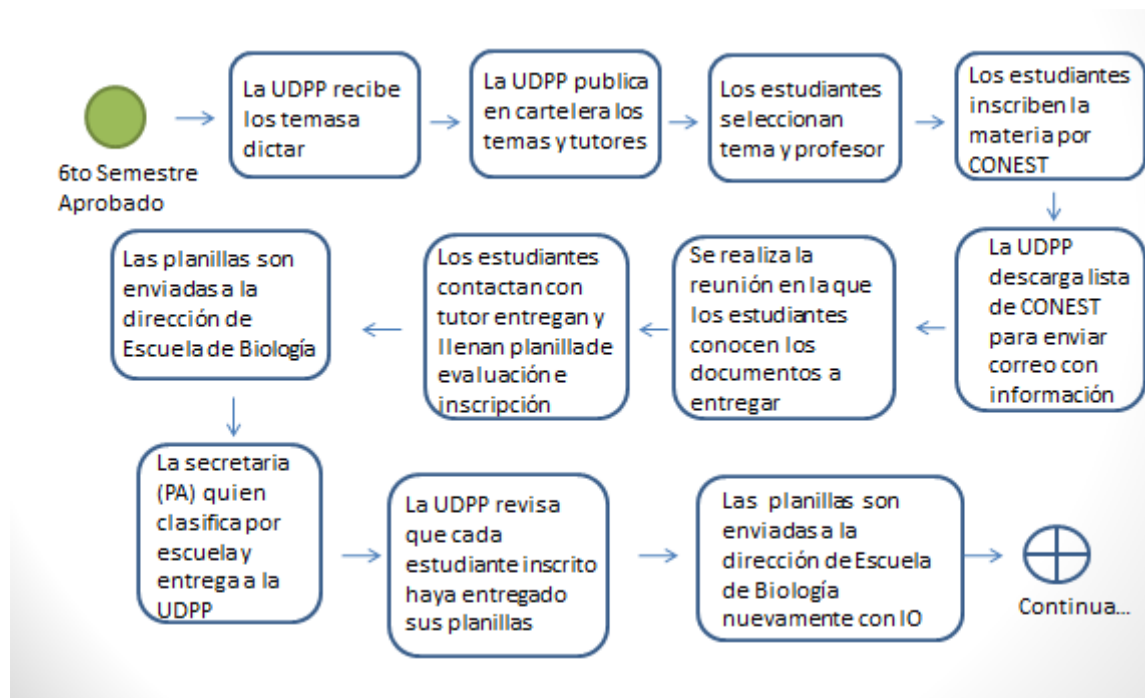 6to Semestre
Aprobado
La UDPP recibe
los temasa
dictar
La UDPP publica
en cartelera los
temas y tutores
Los estudiantes
seleccionan
tema y profesor
Los estudiantes
inscriben la
materia por
CONEST
La UDPP
descarga lista
de CONEST
para enviar
correo con
información
Se realiza la
reunión en la que
los estudiantes
conocen los
documentos a
entregar
Los estudiantes
contactan con
tutor entregan y
llenan planilla de
evaluación e
inscripción
Las planillas son
enviadas a la
dirección de
Escuela de Biología
La secretaria
(PA) quien
clasifica por
escuela y
entrega a la
UDPP
La UDPP revisa
que cada
estudiante inscrito
haya entregado
sus planillas
Las planillas son
enviadas a la
dirección de Escuela
de Biología
nuevamente con IO
Continua...